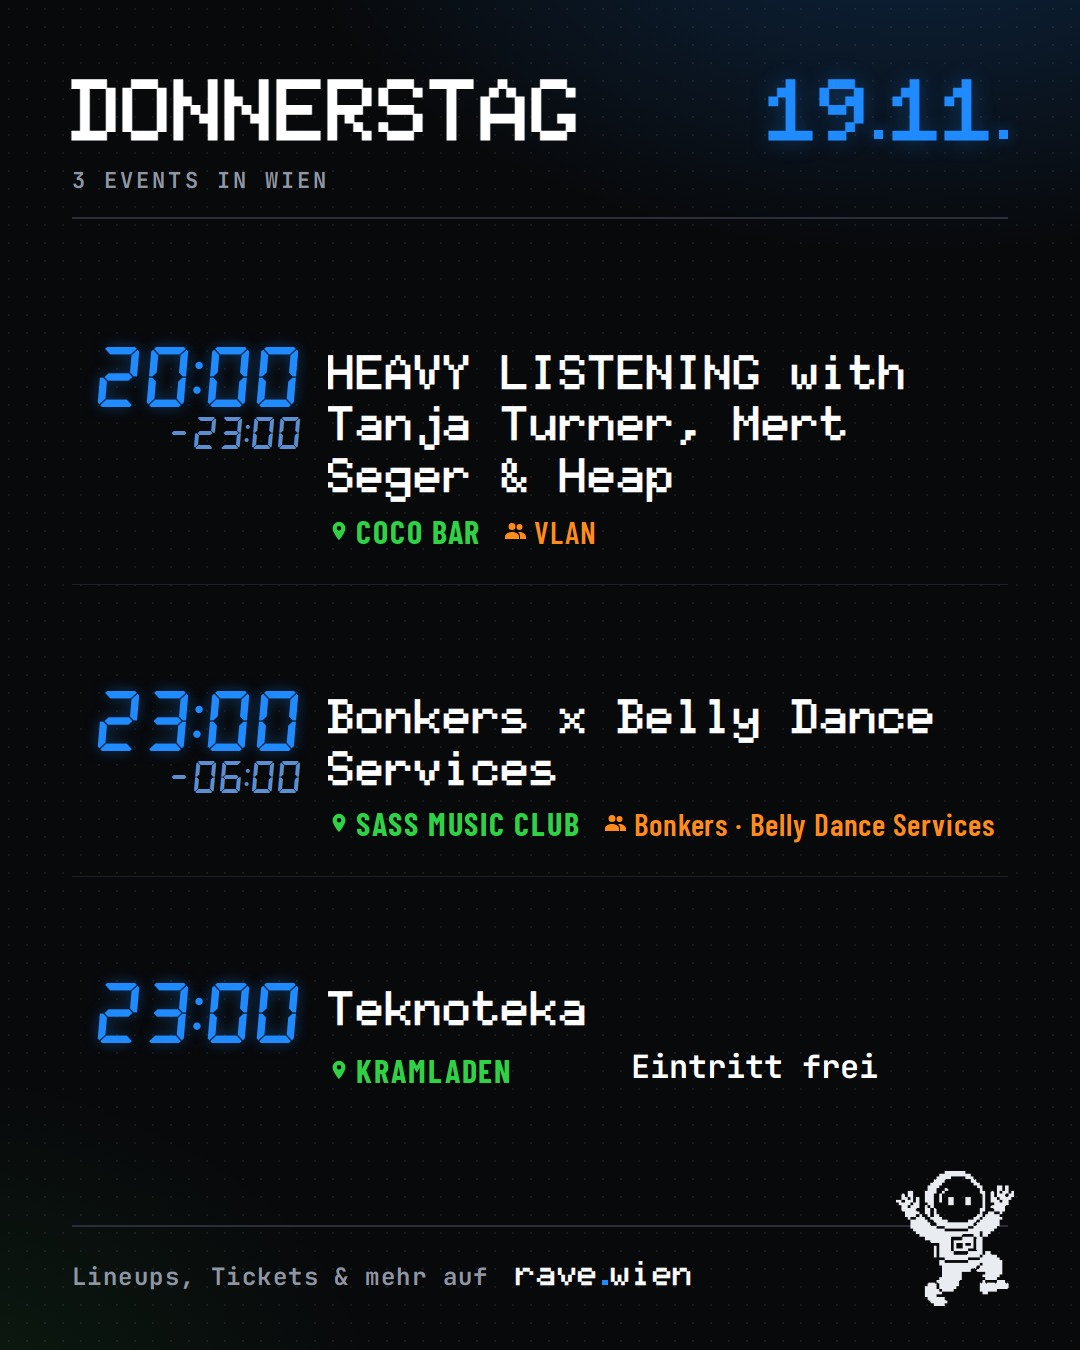 DONNERSTAG 19.11.
3 EVENTS IN WIEN
20:00 HEAVY LISTENING with
-23:00 Tanja Turner, Mert
Seger & Heap
COCO BAR VLAN
23:00 Bonkers x Belly Dance
-06:00 Services
SASS MUSIC CLUB Bonkers · Belly Dance Services
23:00 Teknoteka
KRAMLADEN Eintritt frei
Lineups, Tickets & mehr auf rave.wien